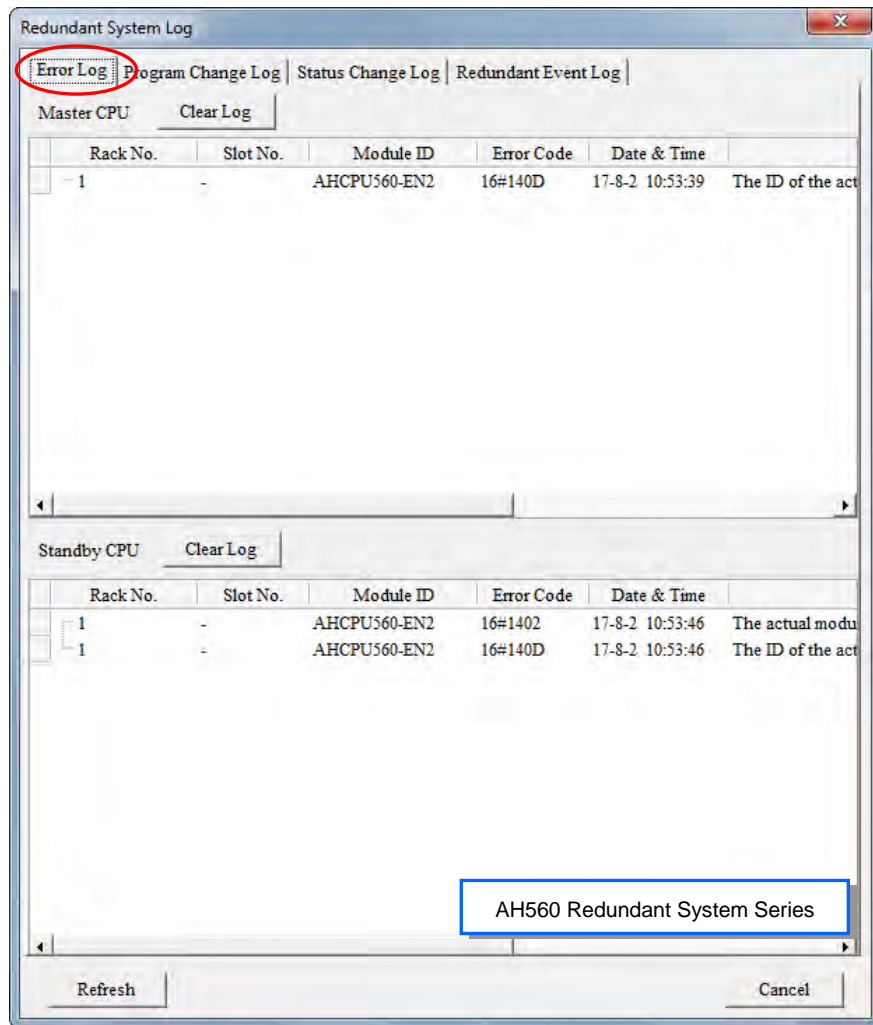 Redundant System Log
Error Log Program Change Log Status Change Log Redundant Event Log
Master CPU Clear Log
Rack No. Slot No. Module ID Error Code Date & Time
1 - AHCPU560-EN2 16#140D 17-8-2 10:53:39 The ID of the act
Standby CPU Clear Log
Rack No. Slot No. Module ID Error Code Date & Time
1 - AHCPU560-EN2 16#1402 17-8-2 10:53:46 The actual modu
1 - AHCPU560-EN2 16#140D 17-8-2 10:53:46 The ID of the act
AH560 Redundant System Series
Refresh Cancel